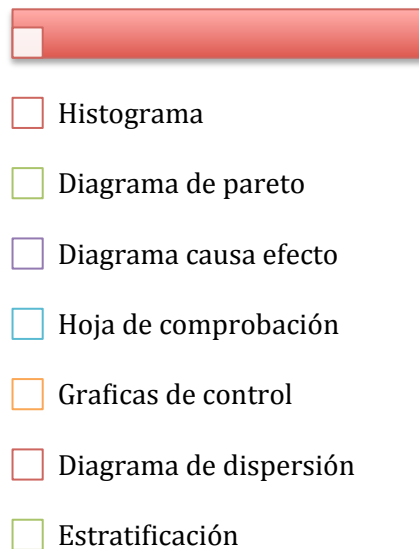 Histograma
Diagrama de pareto
Diagrama causa efecto
Hoja de comprobación
Graficas de control
Diagrama de dispersión
Estratificación